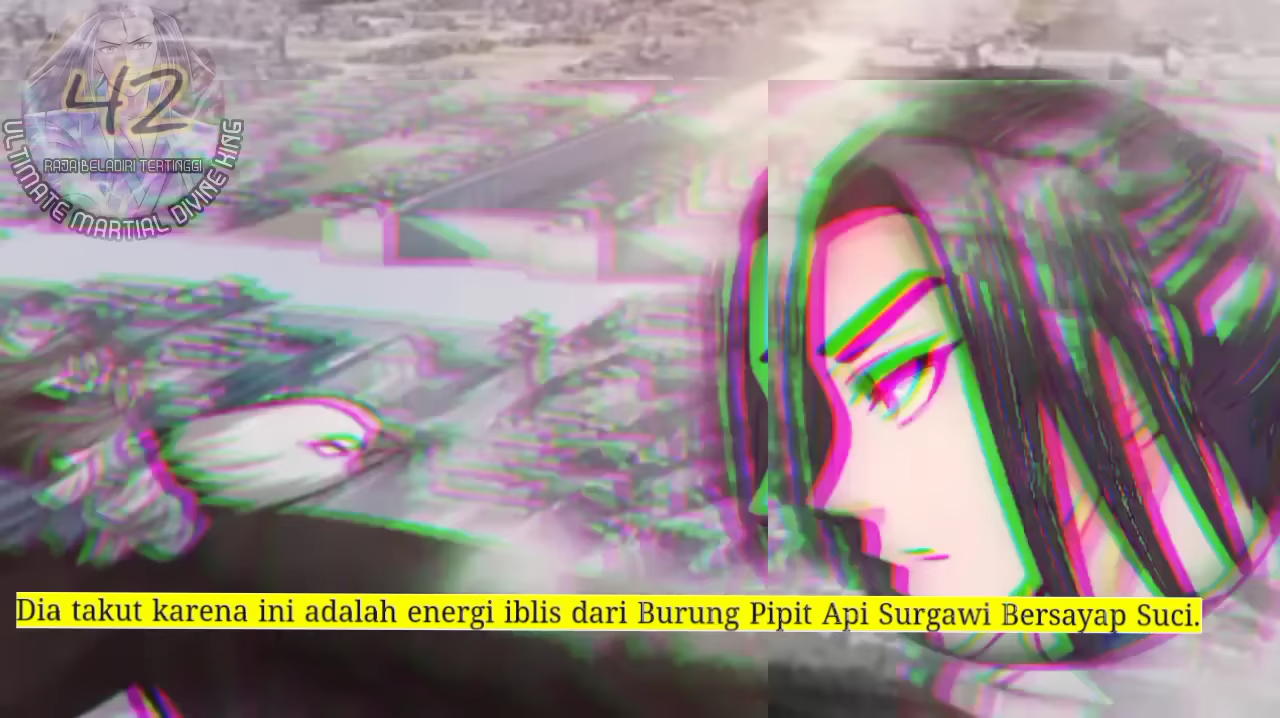 42
RAJA BELADIRI TERTINGGI
ULTIMATE MARTIAL DIVINE KING
Dia takut karena ini adalah energi iblis dari Burung Pipit Api Surgawi Bersayap Suci.